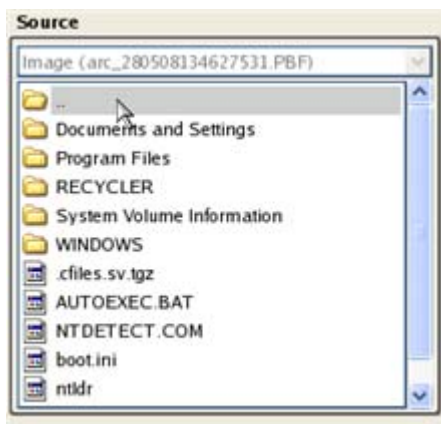 Source
Image (arc_280508134627531.PBF)
..
Documents and Settings
Program Files
RECYCLER
System Volume Information
WINDOWS
.cfiles.sv.tgz
AUTOEXEC.BAT
NTDETECT.COM
boot.ini
ntldr